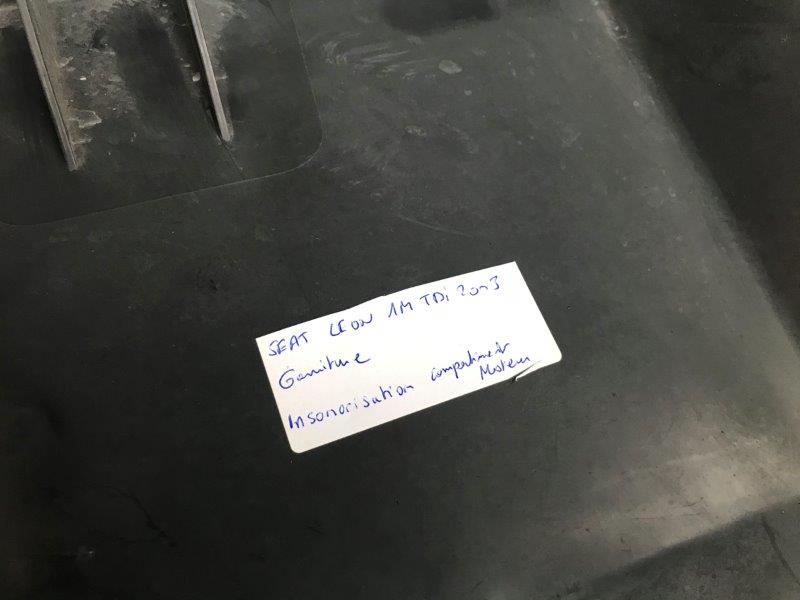 SEAT LEON 1M TDi 2003
Garniture
Insonorisation compartiment
Moteur